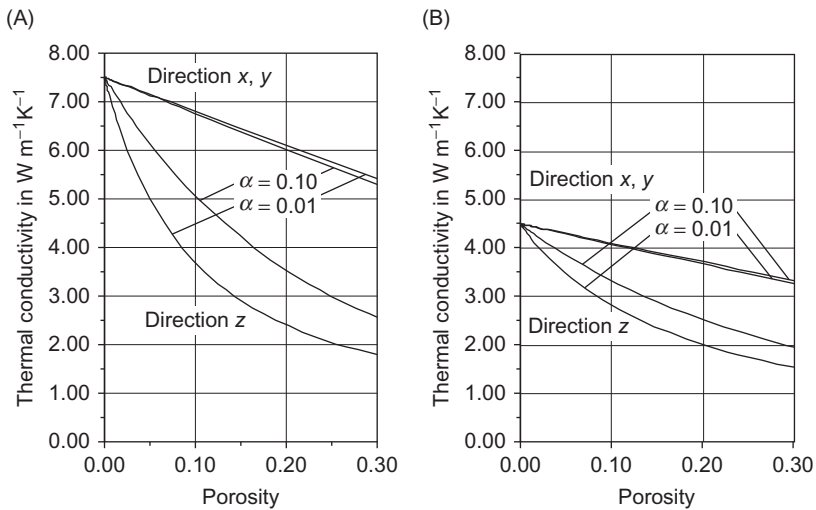 (A)
8.00
7.00
6.00
5.00
4.00
3.00
2.00
1.00
0.00
0.00 0.10 0.20 0.30
Thermal conductivity in W m⁻¹K⁻¹
Porosity
Direction x, y
α = 0.10
α = 0.01
Direction z
(B)
8.00
7.00
6.00
5.00
4.00
3.00
2.00
1.00
0.00
0.00 0.10 0.20 0.30
Thermal conductivity in W m⁻¹K⁻¹
Porosity
Direction x, y
α = 0.10
α = 0.01
Direction z